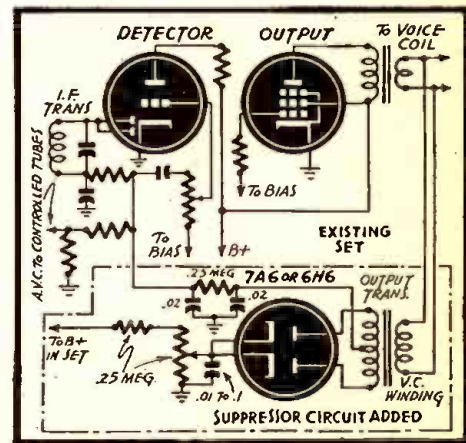 DETECTOR
OUTPUT
TO VOICE-
COIL
I.F.
TRANS
A.V.C. TO CONTROLLED TUBES
TO
BIAS
B+
TO BIAS
EXISTING
SET
.25 MEG.
7A6 OR 6H6
.02
.02
OUTPUT
TRANS.
TO B+
IN SET
.25 MEG.
.01 TO .1
V.C.
WINDING
SUPPRESSOR CIRCUIT ADDED